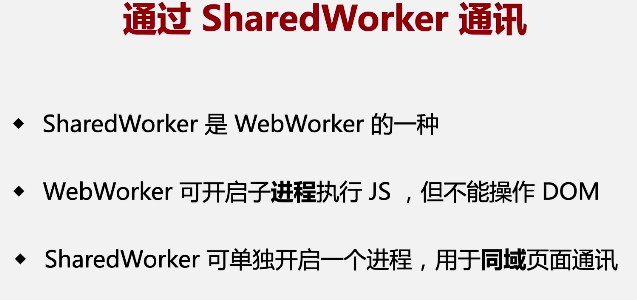 通过 SharedWorker 通讯
◆ SharedWorker 是 WebWorker 的一种
◆ WebWorker 可开启子进程执行 JS ，但不能操作 DOM
◆ SharedWorker 可单独开启一个进程，用于同域页面通讯